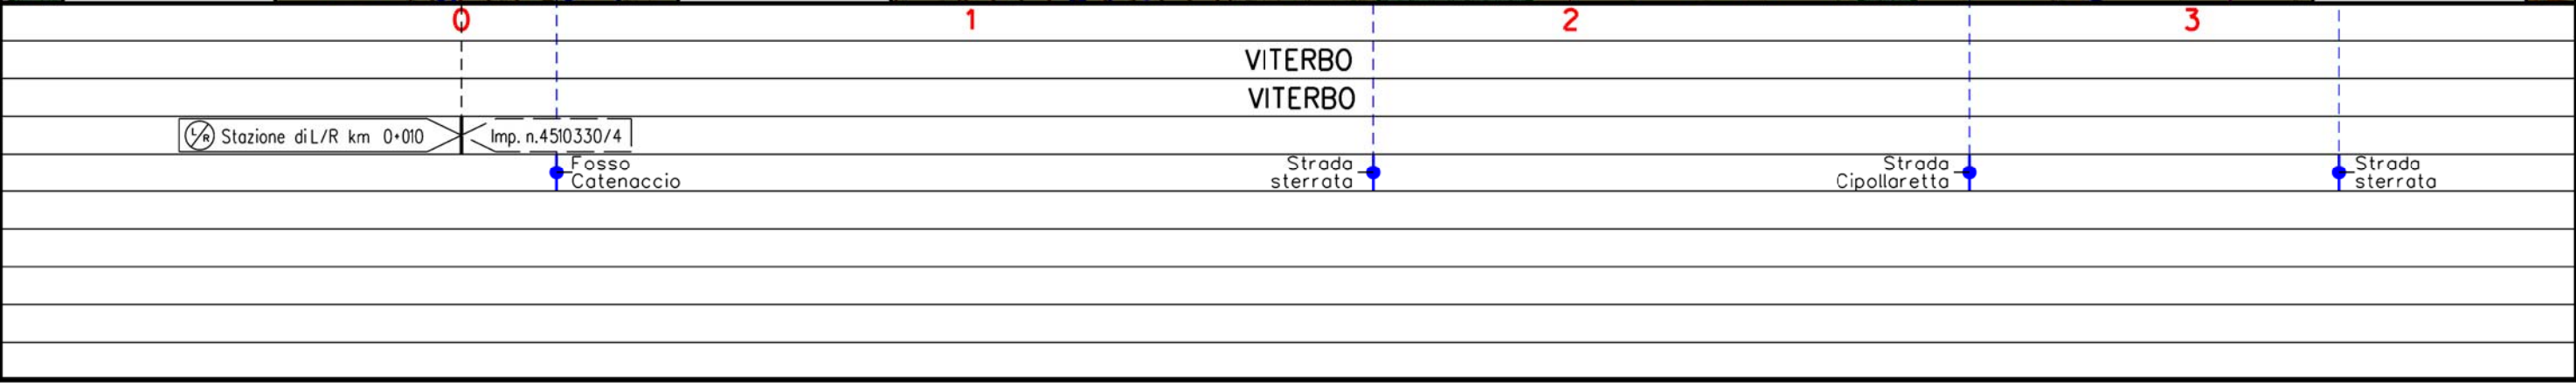 0 1 2 3
VITERBO
VITERBO
L/R Stazione di L/R km 0+010 Imp. n.4510330/4
Fosso
Catenaccio
Strada
sterrata
Strada
Cipollaretta
Strada
sterrata